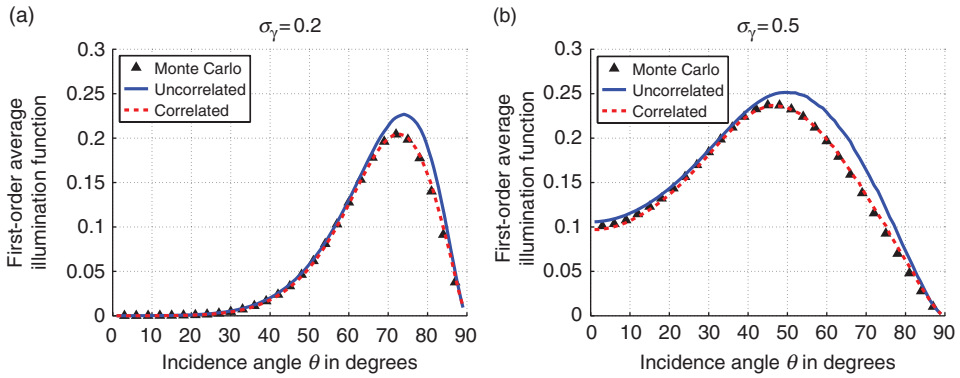 (a)
σγ=0.2
0.3
0.25
0.2
0.15
0.1
0.05
0
First-order average
illumination function
Monte Carlo
Uncorrelated
Correlated
0 10 20 30 40 50 60 70 80 90
Incidence angle θ in degrees
(b)
σγ=0.5
0.3
0.25
0.2
0.15
0.1
0.05
0
First-order average
illumination function
Monte Carlo
Uncorrelated
Correlated
0 10 20 30 40 50 60 70 80 90
Incidence angle θ in degrees